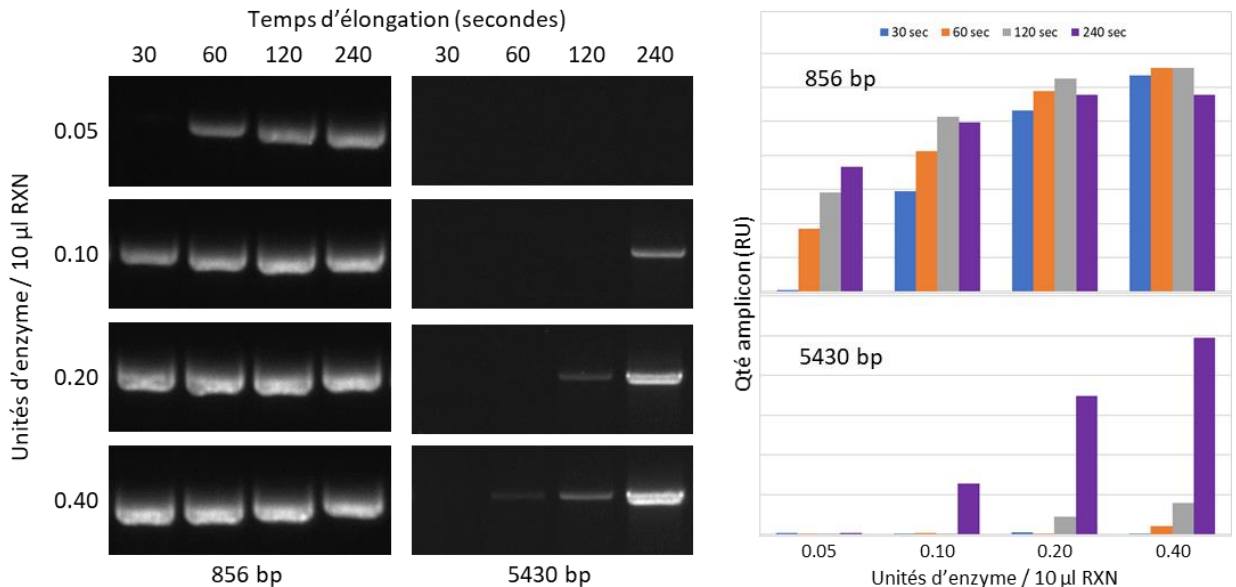 Temps d’élongation (secondes)
30 60 120 240 30 60 120 240
0.05
0.10
0.20
0.40
Unités d’enzyme / 10 µl RXN
856 bp 5430 bp
30 sec 60 sec 120 sec 240 sec
856 bp
5430 bp
Qté amplicon (RU)
0.05 0.10 0.20 0.40
Unités d’enzyme / 10 µl RXN